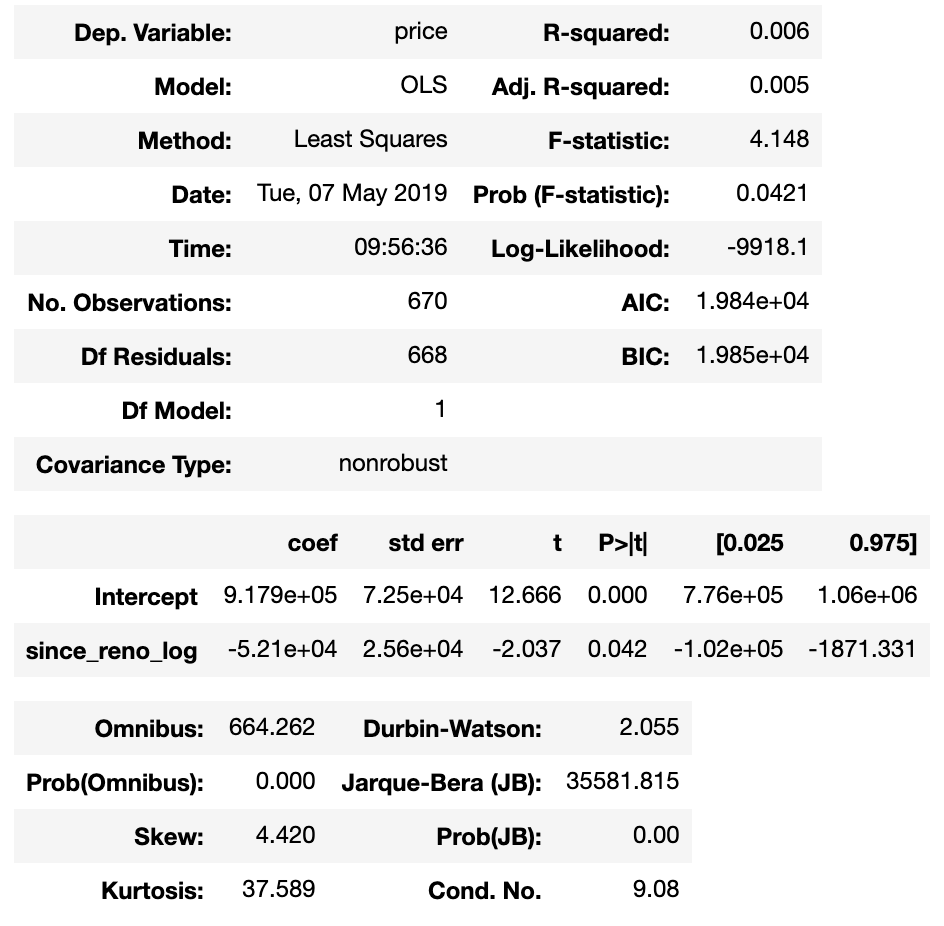 Dep. Variable: price R-squared: 0.006
Model: OLS Adj. R-squared: 0.005
Method: Least Squares F-statistic: 4.148
Date: Tue, 07 May 2019 Prob (F-statistic): 0.0421
Time: 09:56:36 Log-Likelihood: -9918.1
No. Observations: 670 AIC: 1.984e+04
Df Residuals: 668 BIC: 1.985e+04
Df Model: 1
Covariance Type: nonrobust
coef std err t P>|t| [0.025 0.975]
Intercept 9.179e+05 7.25e+04 12.666 0.000 7.76e+05 1.06e+06
since_reno_log -5.21e+04 2.56e+04 -2.037 0.042 -1.02e+05 -1871.331
Omnibus: 664.262 Durbin-Watson: 2.055
Prob(Omnibus): 0.000 Jarque-Bera (JB): 35581.815
Skew: 4.420 Prob(JB): 0.00
Kurtosis: 37.589 Cond. No. 9.08